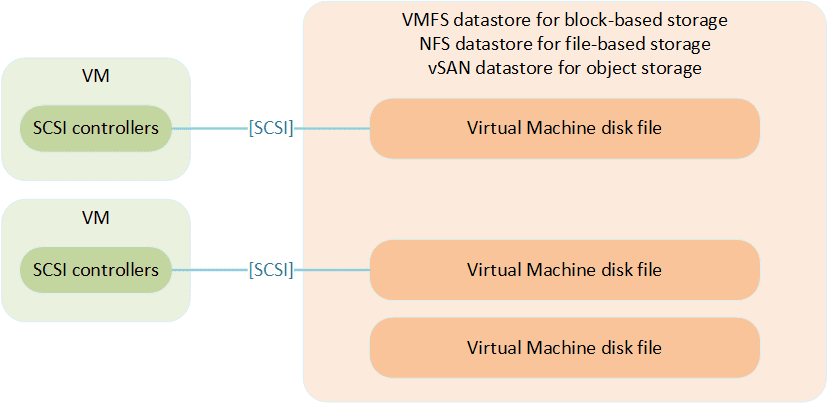 VMFS datastore for block-based storage
NFS datastore for file-based storage
vSAN datastore for object storage
VM
SCSI controllers
[SCSI]
Virtual Machine disk file
VM
SCSI controllers
[SCSI]
Virtual Machine disk file
Virtual Machine disk file